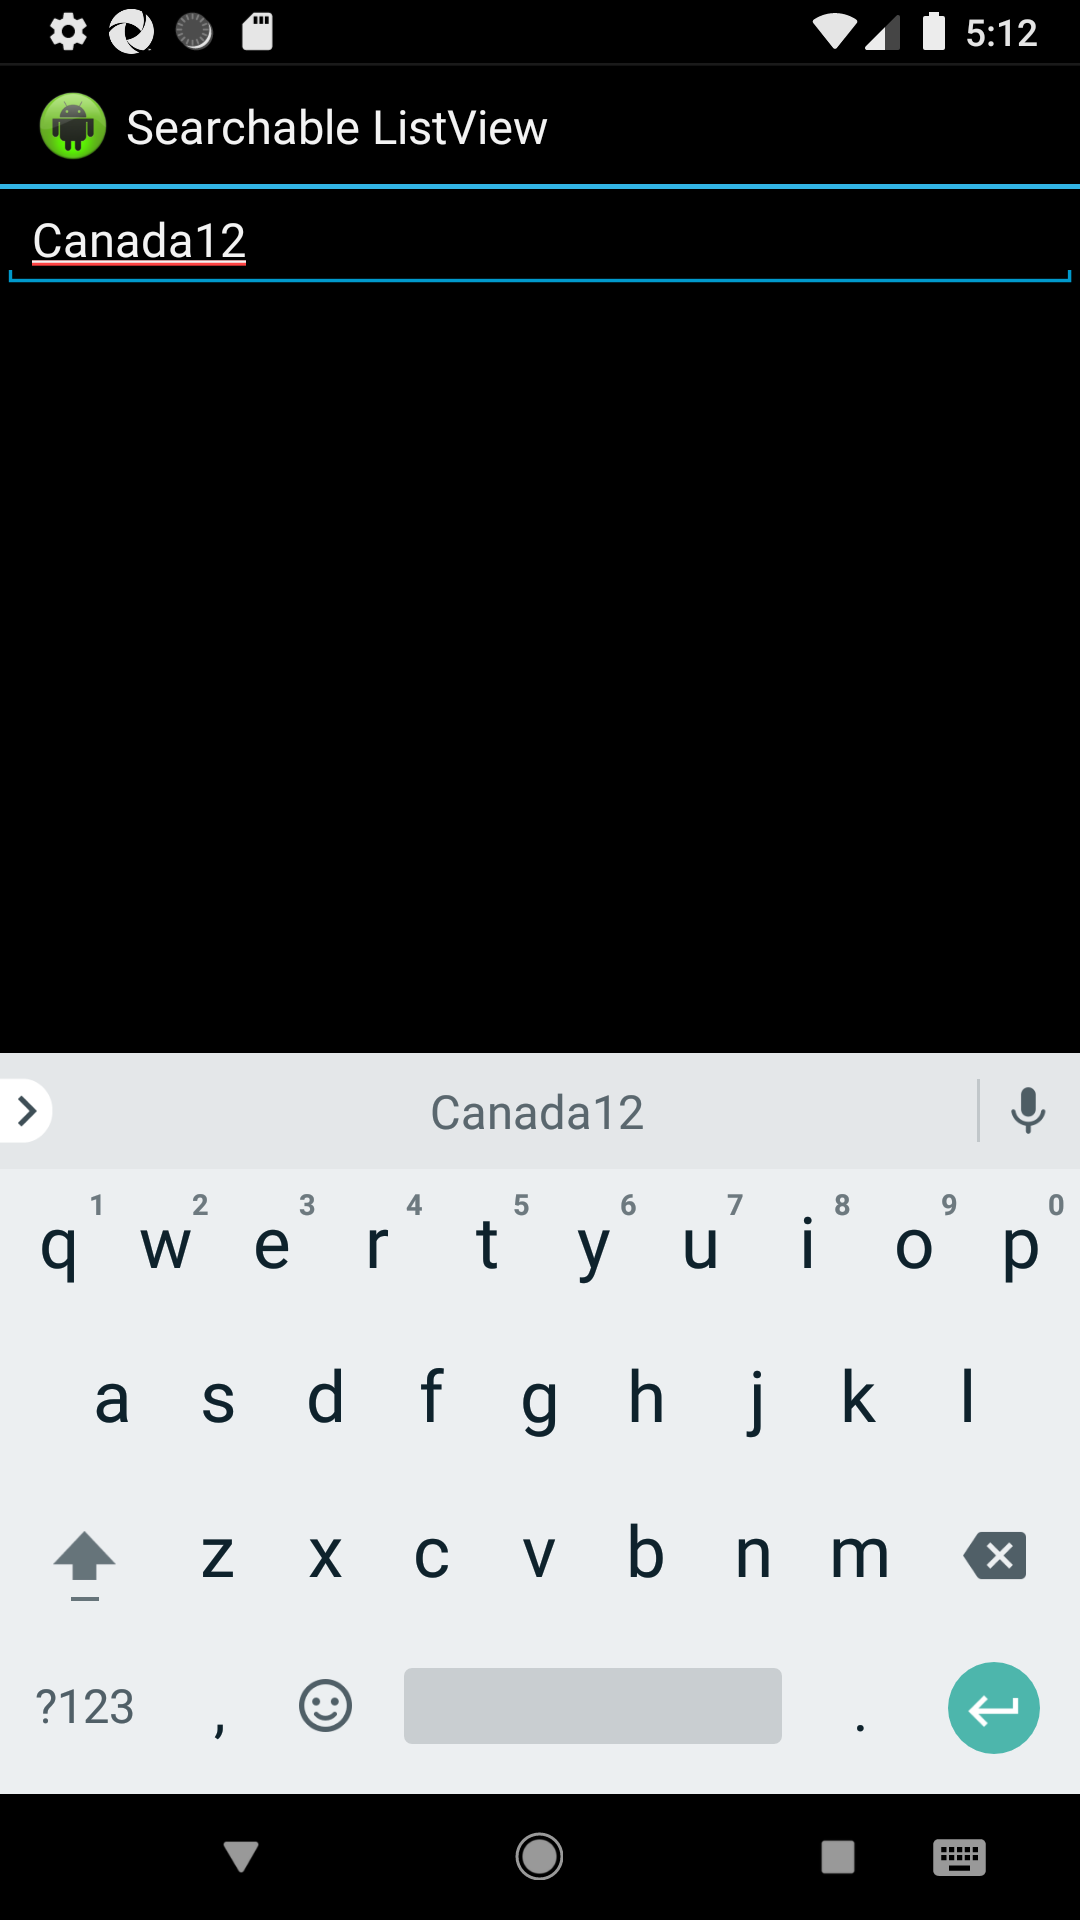 5:12
Searchable ListView
Canada12
Canada12
1 2 3 4 5 6 7 8 9 0
q w e r t y u i o p
a s d f g h j k l
z x c v b n m
?123 , .